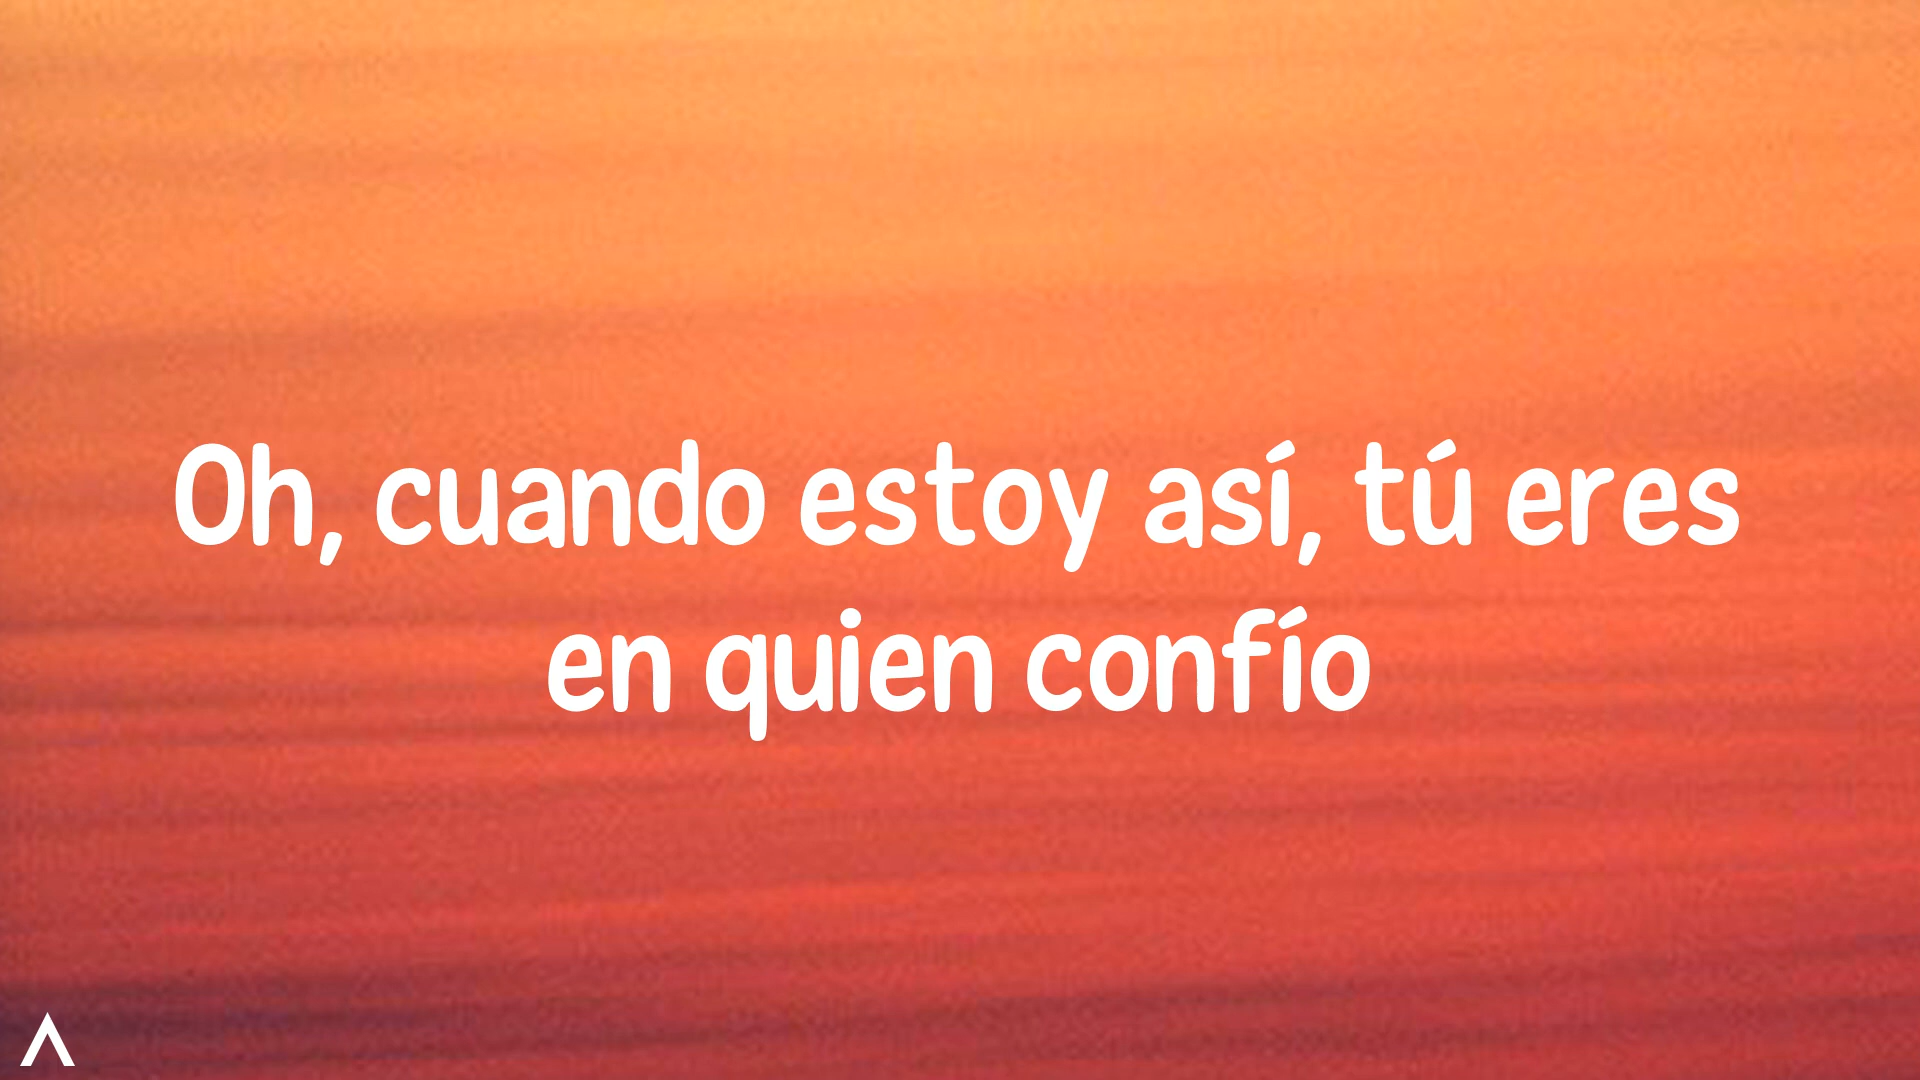 Oh, cuando estoy así, tú eres
en quien confío